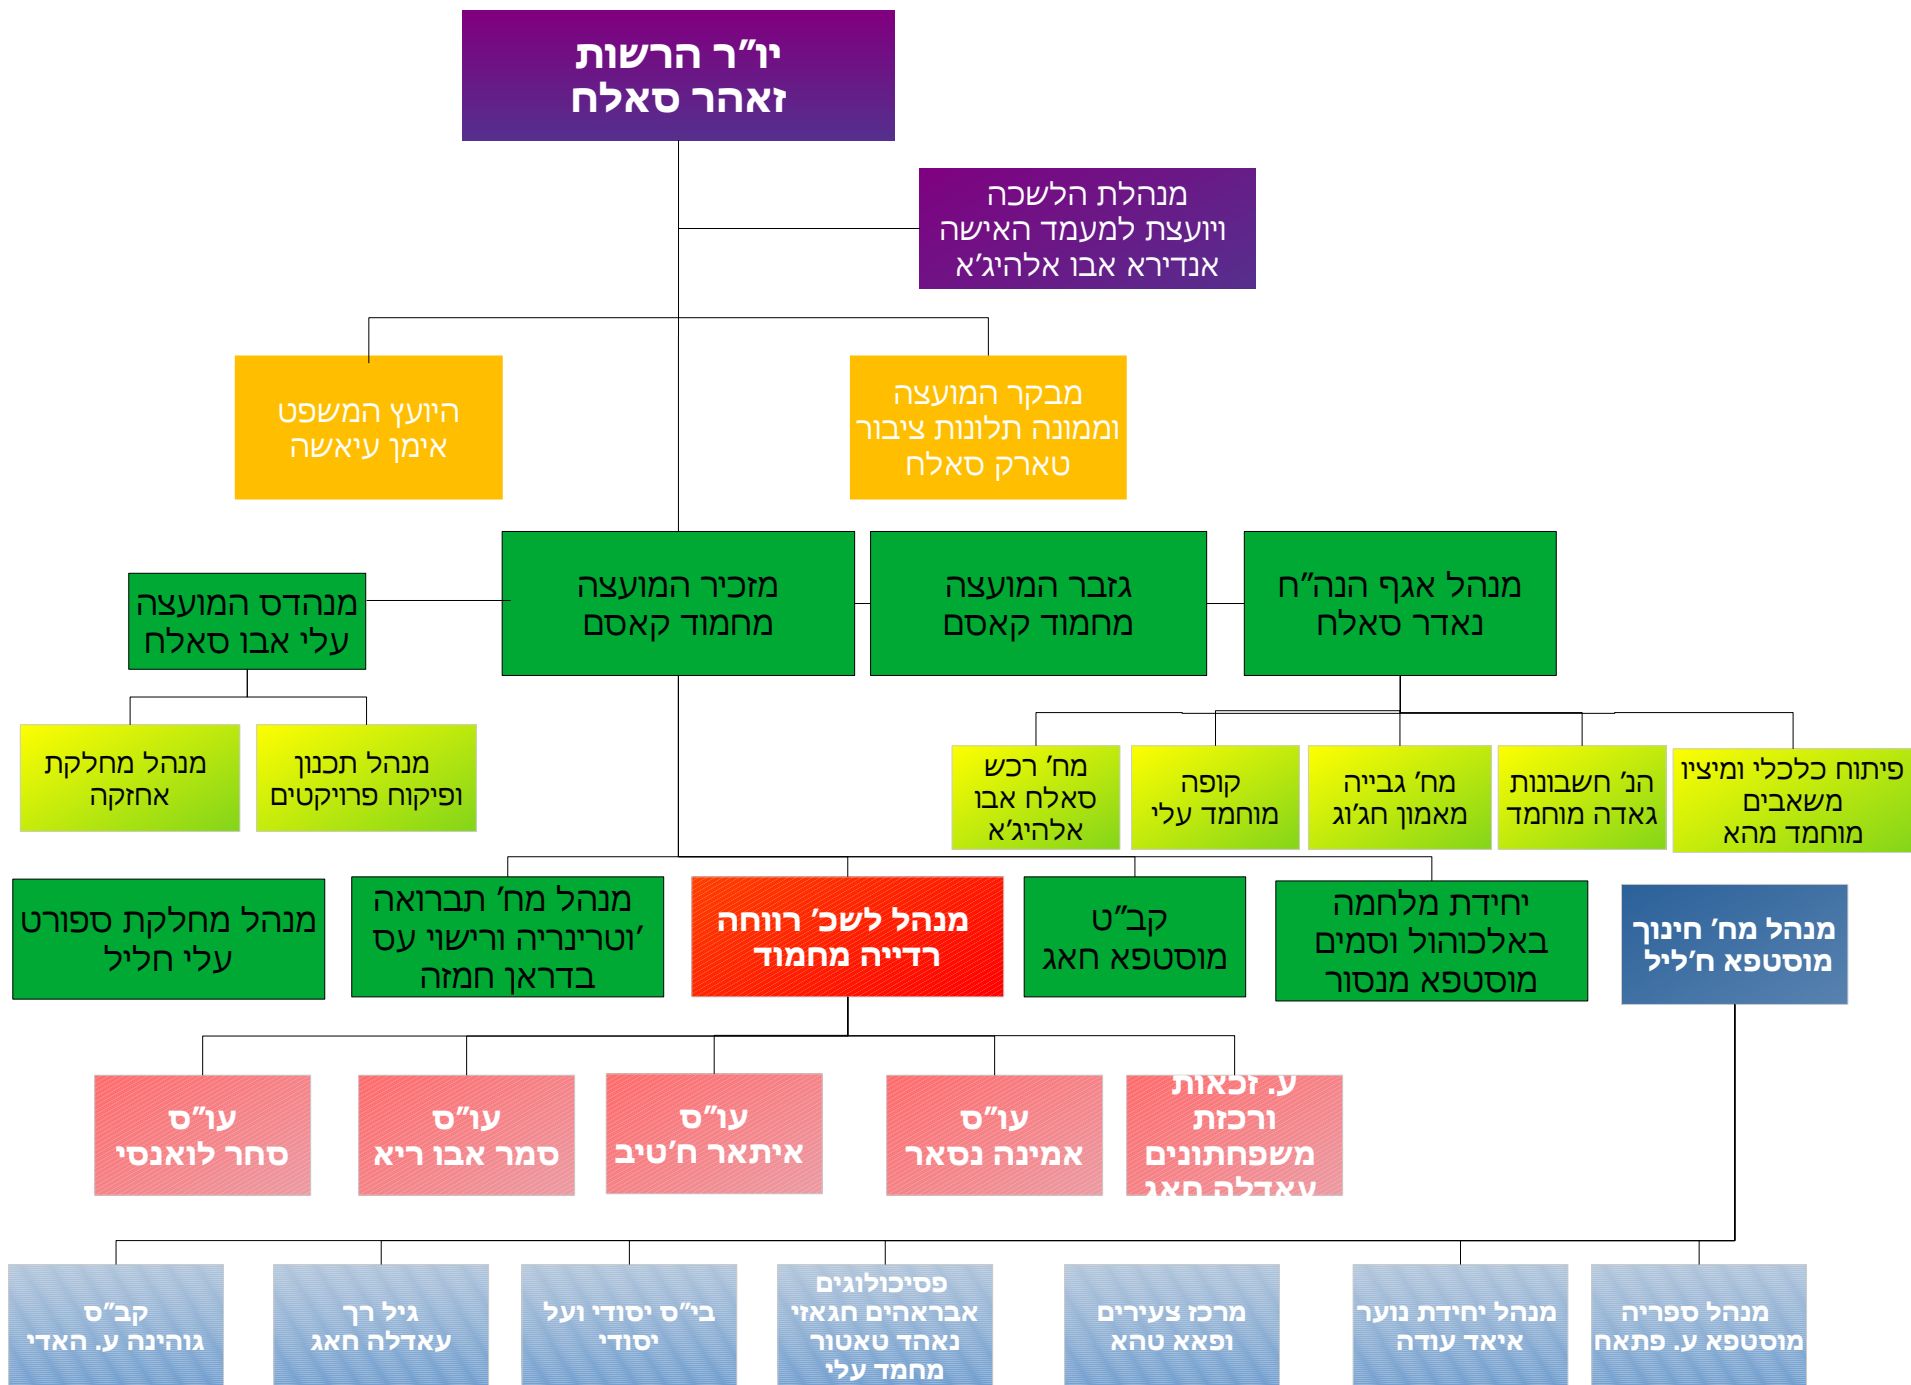 יו״ר הרשות
זאהר סאלח
מנהלת הלשכה
ויועצת למעמד האישה
אנדירא אבו אלהיג׳א
מבקר המועצה
וממונה תלונות ציבור
טארק סאלח
היועץ המשפט
אימן עיאשה
מנהל אגף הנה״ח
נאדר סאלח
גזבר המועצה
מחמוד קאסם
מזכיר המועצה
מחמוד קאסם
מנהדס המועצה
עלי אבו סאלח
פיתוח כלכלי ומיציו
משאבים
מוחמד מהא
הנ׳ חשבונות
גאדה מוחמד
מח׳ גבייה
מאמון חג׳וג
קופה
מוחמד עלי
מח׳ רכש
סאלח אבו
אלהיג׳א
מנהל תכנון
ופיקוח פרויקטים
מנהל מחלקת
אחזקה
מנהל מח׳ חינוך
מוסטפא ח׳ליל
יחידת מלחמה
באלכוהול וסמים
מוסטפא מנסור
קב״ט
מוסטפא חאג
מנהל לשכ׳ רווחה
רדייה מחמוד
מנהל מח׳ תברואה
׳וטרינריה ורישוי עס
בדראן חמזה
מנהל מחלקת ספורט
עלי חליל
ע. זכאות
ורכזת
משפחתונים
עאדלה חאג
עו״ס
אמינה נסאר
עו״ס
איתאר ח׳טיב
עו״ס
סמר אבו ריא
עו״ס
סחר לואנסי
מנהל ספריה
מוסטפא ע. פתאח
מנהל יחידת נוער
איאד עודה
מרכז צעירים
ופאא טהא
פסיכולוגים
אבראהים חגאזי
נאהד טאטור
מחמד עלי
בי״ס יסודי ועל
יסודי
גיל רך
עאדלה חאג
קב״ס
גוהינה ע. האדי